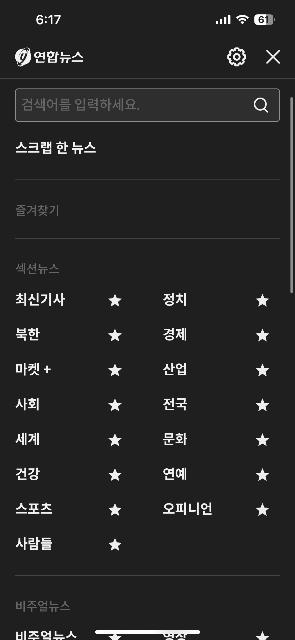 6:17
61
연합뉴스
검색어를 입력하세요.
스크랩 한 뉴스
즐겨찾기
섹션뉴스
최신기사 정치
북한 경제
마켓 + 산업
사회 전국
세계 문화
건강 연예
스포츠 오피니언
사람들
비주얼뉴스
비주얼뉴스 영상